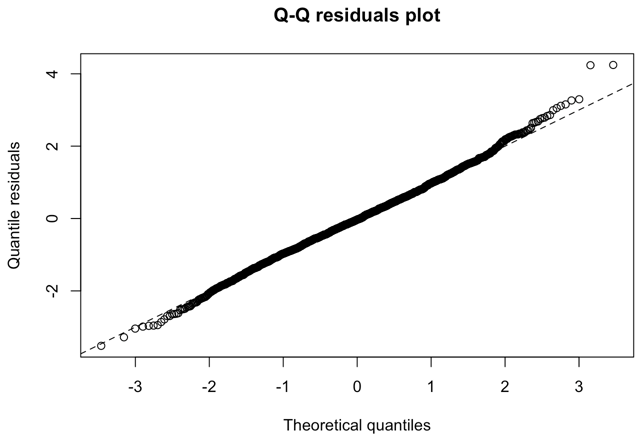 Q-Q residuals plot
Quantile residuals
4
2
0
-2
-3 -2 -1 0 1 2 3
Theoretical quantiles